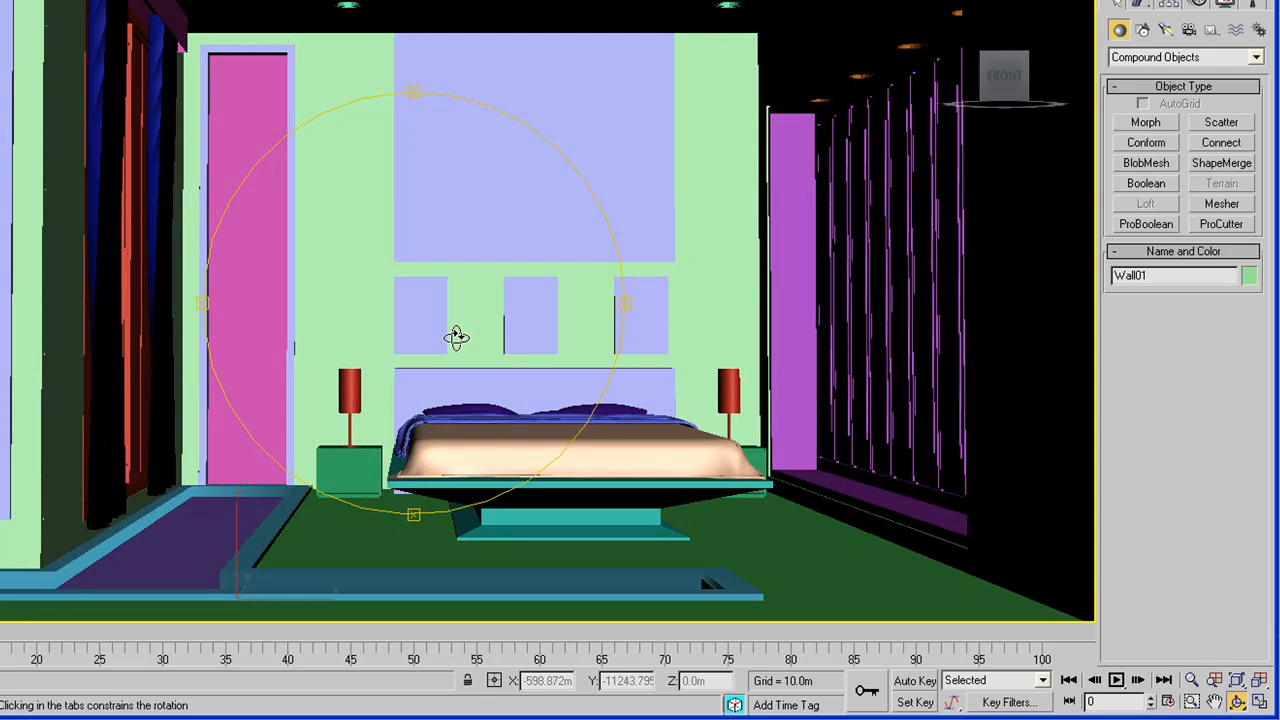 Compound Objects
FRONT
- Object Type
AutoGrid
Morph Scatter
Conform Connect
BlobMesh ShapeMerge
Boolean Terrain
Loft Mesher
ProBoolean ProCutter
- Name and Color
Wall01
x
20 25 30 35 40 45 50 55 60 65 70 75 80 85 90 95 100
X: -598.872m Y: -11243.795 Z: 0.0m Grid = 10.0m Auto Key Selected
Clicking in the tabs constrains the rotation Add Time Tag Set Key Key Filters... 0